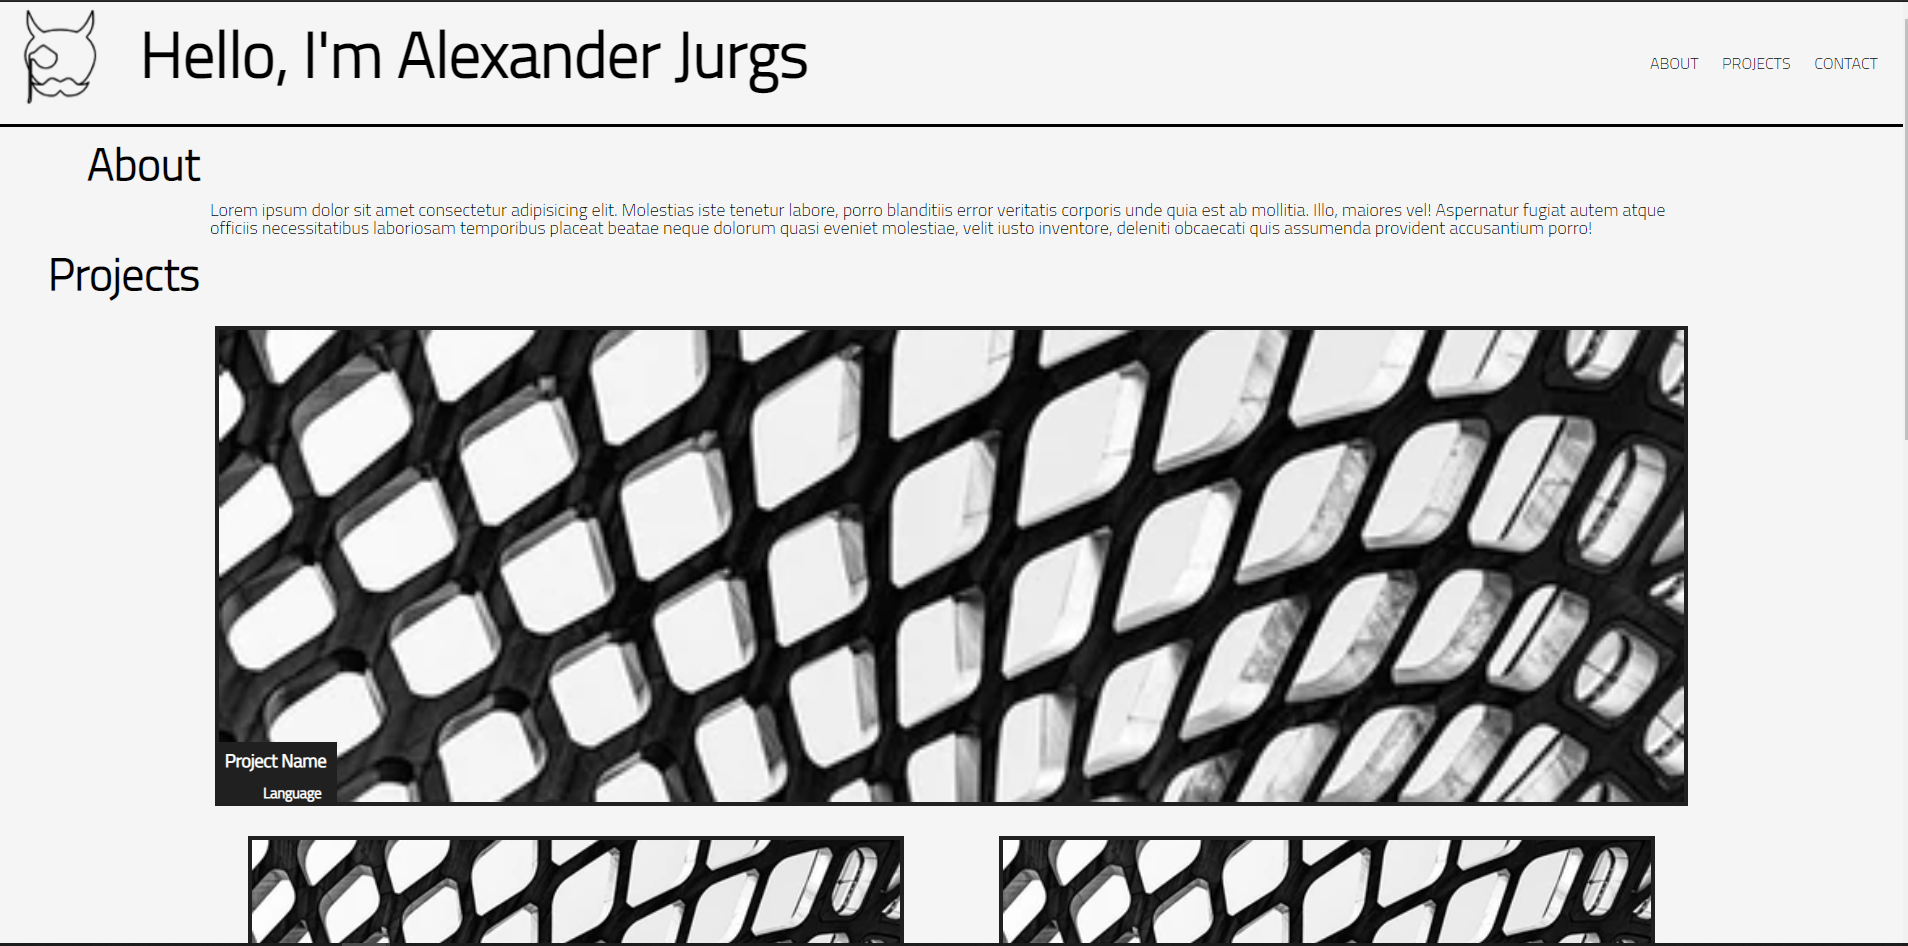 Hello, I'm Alexander Jurgs
ABOUT PROJECTS CONTACT
About
Lorem ipsum dolor sit amet consectetur adipisicing elit. Molestias iste tenetur labore, porro blanditiis error veritatis corporis unde quia est ab mollitia. Illo, maiores vel! Aspernatur fugiat autem atque
officiis necessitatibus laboriosam temporibus placeat beatae neque dolorum quasi eveniet molestiae, velit iusto inventore, deleniti obcaecati quis assumenda provident accusantium porro!
Projects
Project Name
Language